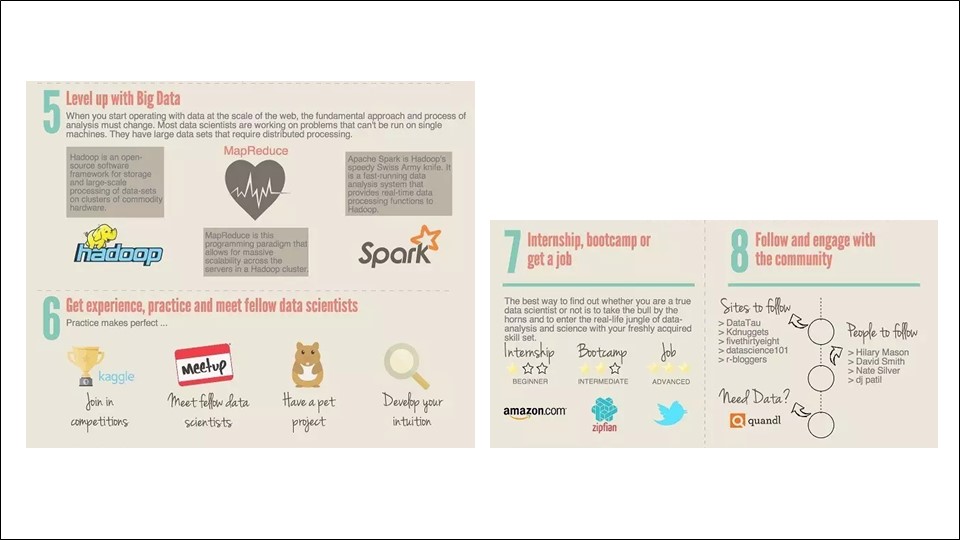 5
Level up with Big Data
When you start operating with data at the scale of the web, the fundamental approach and process of
analysis must change. Most data scientists are working on problems that can't be run on single
machines. They have large data sets that require distributed processing.
Hadoop is an open-
source software
framework for storage
and large-scale
processing of data-sets
on clusters of commodity
hardware.
hadoop
MapReduce
MapReduce is this
programming paradigm that
allows for massive
scalability across the
servers in a Hadoop cluster.
Apache Spark is Hadoop's
speedy Swiss Army knife. It
is a fast-running data
analysis system that
provides real-time data
processing functions to
Hadoop.
Spark
6
Get experience, practice and meet fellow data scientists
Practice makes perfect ...
kaggle
Join in
competitions
Meetup
Meet fellow data
scientists
Have a pet
project
Develop your
intuition
7
Internship, bootcamp or
get a job
The best way to find out whether you are a true
data scientist or not is to take the bull by the
horns and to enter the real-life jungle of data-
analysis and science with your freshly acquired
skill set.
Internship
BEGINNER
amazon.com
Bootcamp
INTERMEDIATE
zipfian
Job
ADVANCED
8
Follow and engage with
the community
Sites to follow
> DataTau
> Kdnuggets
> fivethirtyeight
> datascience101
> r-bloggers
People to follow
> Hilary Mason
> David Smith
> Nate Silver
> dj patil
Need Data?
quandl